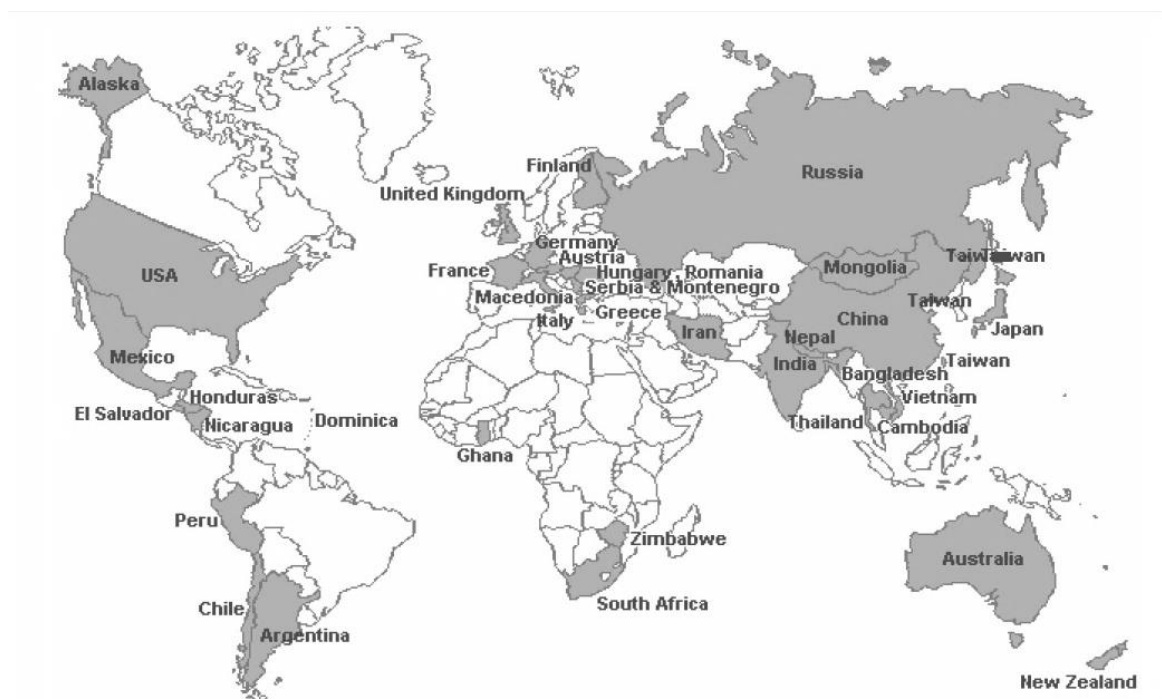 Alaska
Finland
Russia
United Kingdom
Germany
Austria
Taiwan
Taiwan
France
Hungary, Romania
Mongolia
USA
Serbia & Montenegro
Macedonia
Taiwan
Greece
China
Italy
Iran
Japan
Nepal
Mexico
India
Taiwan
Bangladesh
Honduras
Vietnam
El Salvador
Nicaragua
Dominica
Thailand
Cambodia
Ghana
Peru
Zimbabwe
Australia
South Africa
Chile
Argentina
New Zealand